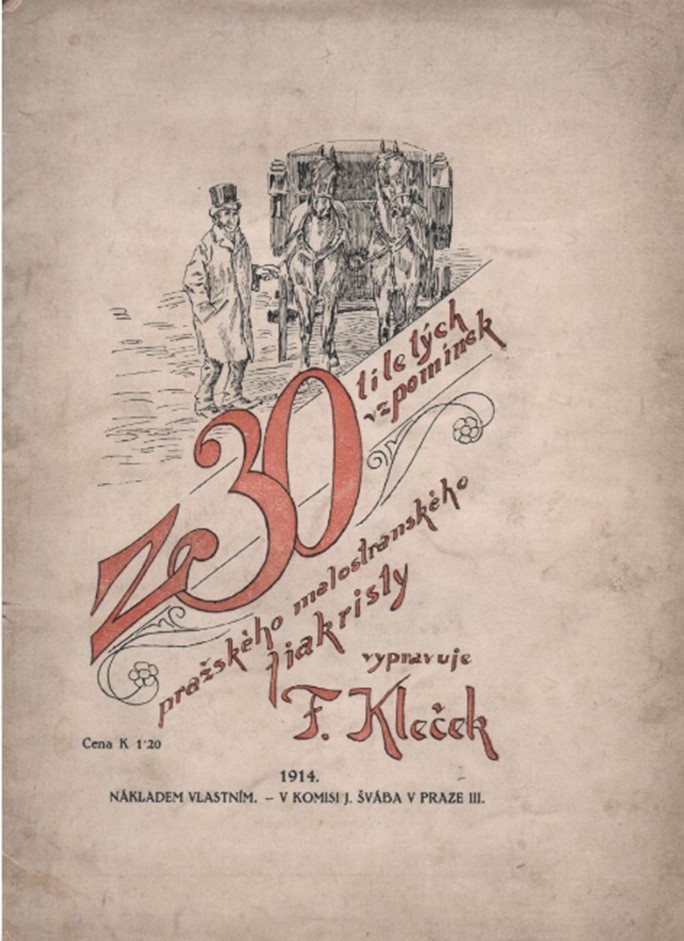 Ze 30
tiletých
vzpomínek
pražského malostranského
fiakristy
vypravuje
F. Kleček
Cena K 1·20
1914.
NÁKLADEM VLASTNÍM. – V KOMISI J. ŠVÁBA V PRAZE III.